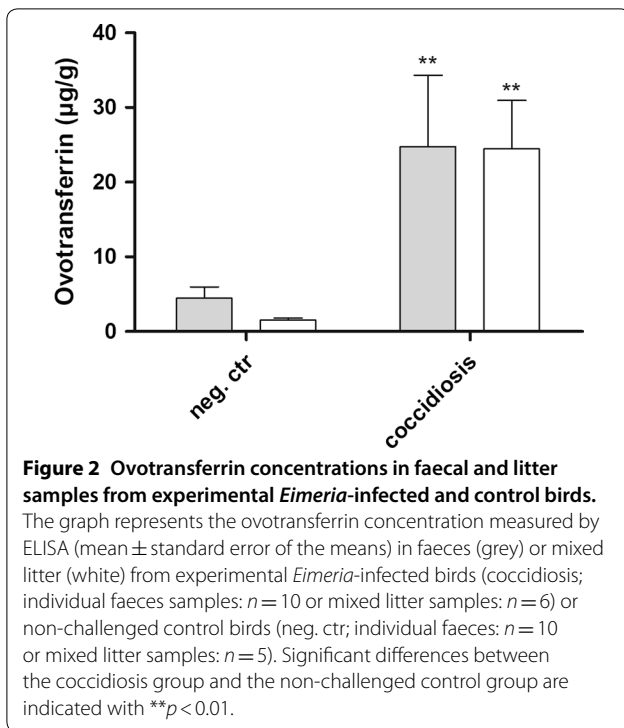 40
**
**
30
Ovotransferrin (µg/g)
20
10
0
neg. ctr
coccidiosis
Figure 2 Ovotransferrin concentrations in faecal and litter
samples from experimental Eimeria-infected and control birds.
The graph represents the ovotransferrin concentration measured by
ELISA (mean ± standard error of the means) in faeces (grey) or mixed
litter (white) from experimental Eimeria-infected birds (coccidiosis;
individual faeces samples: n = 10 or mixed litter samples: n = 6) or
non-challenged control birds (neg. ctr; individual faeces: n = 10
or mixed litter samples: n = 5). Significant differences between
the coccidiosis group and the non-challenged control group are
indicated with **p < 0.01.